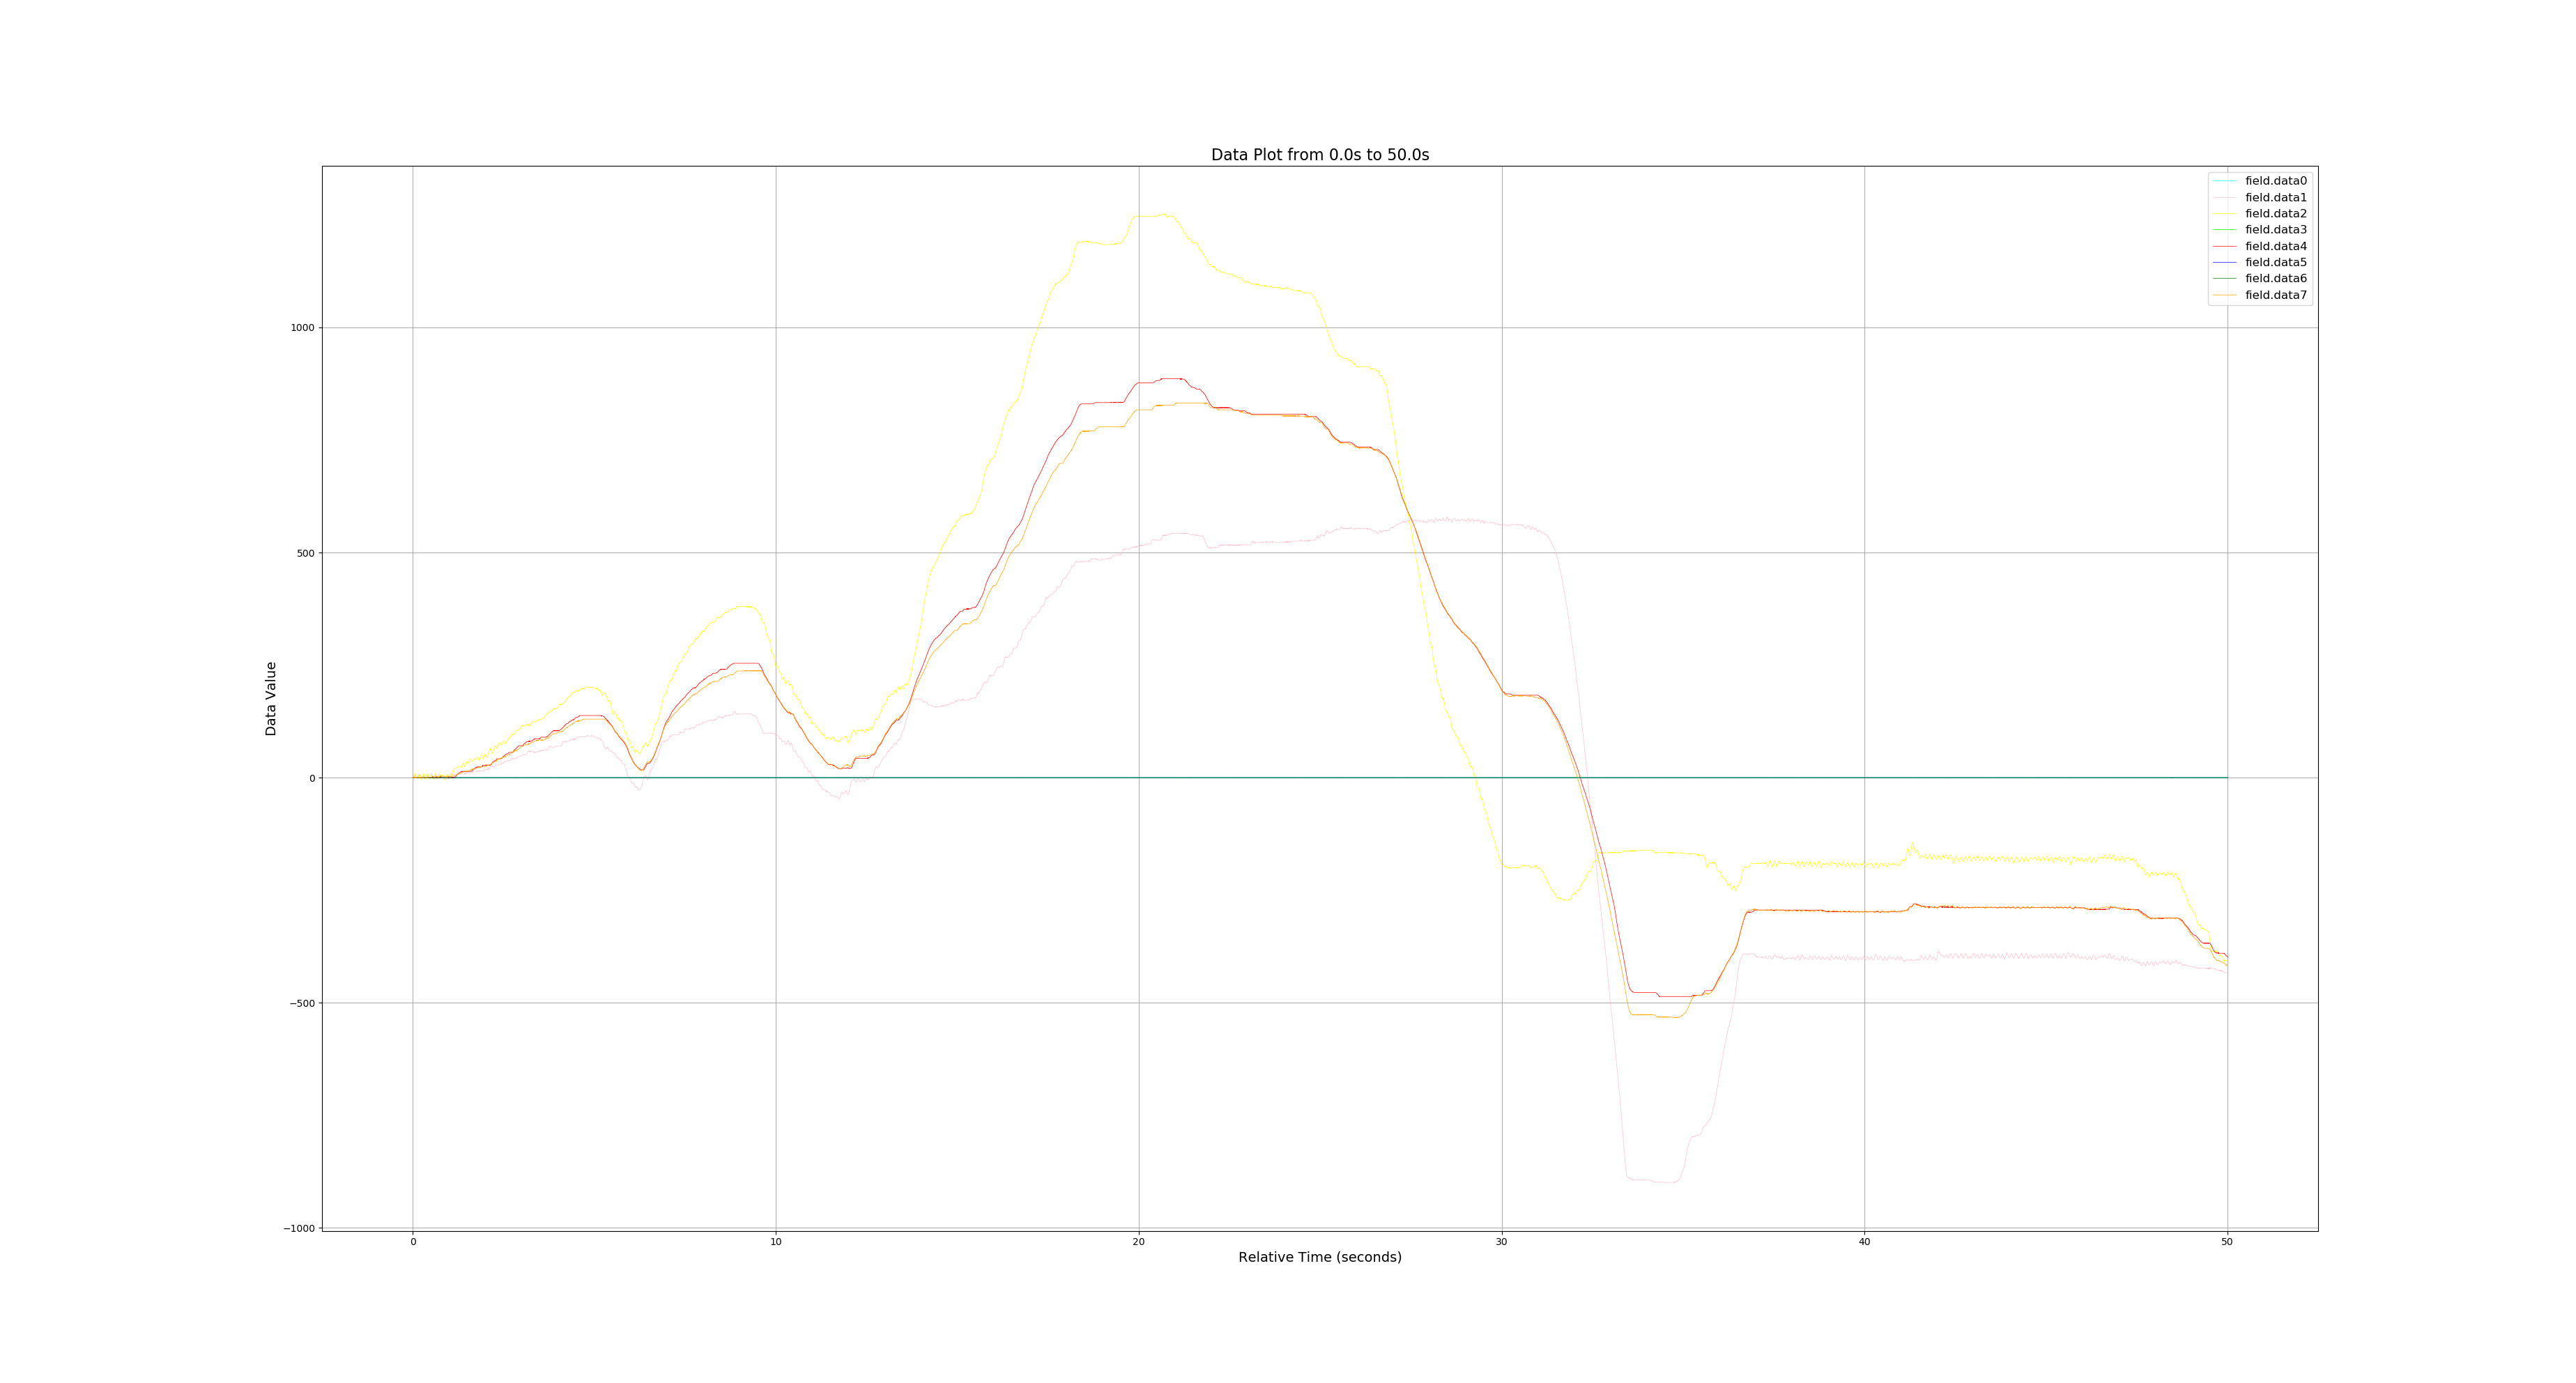 Data Plot from 0.0s to 50.0s
field.data0
field.data1
field.data2
field.data3
field.data4
field.data5
field.data6
field.data7
1000
500
0
−500
−1000
Data Value
0 10 20 30 40 50
Relative Time (seconds)